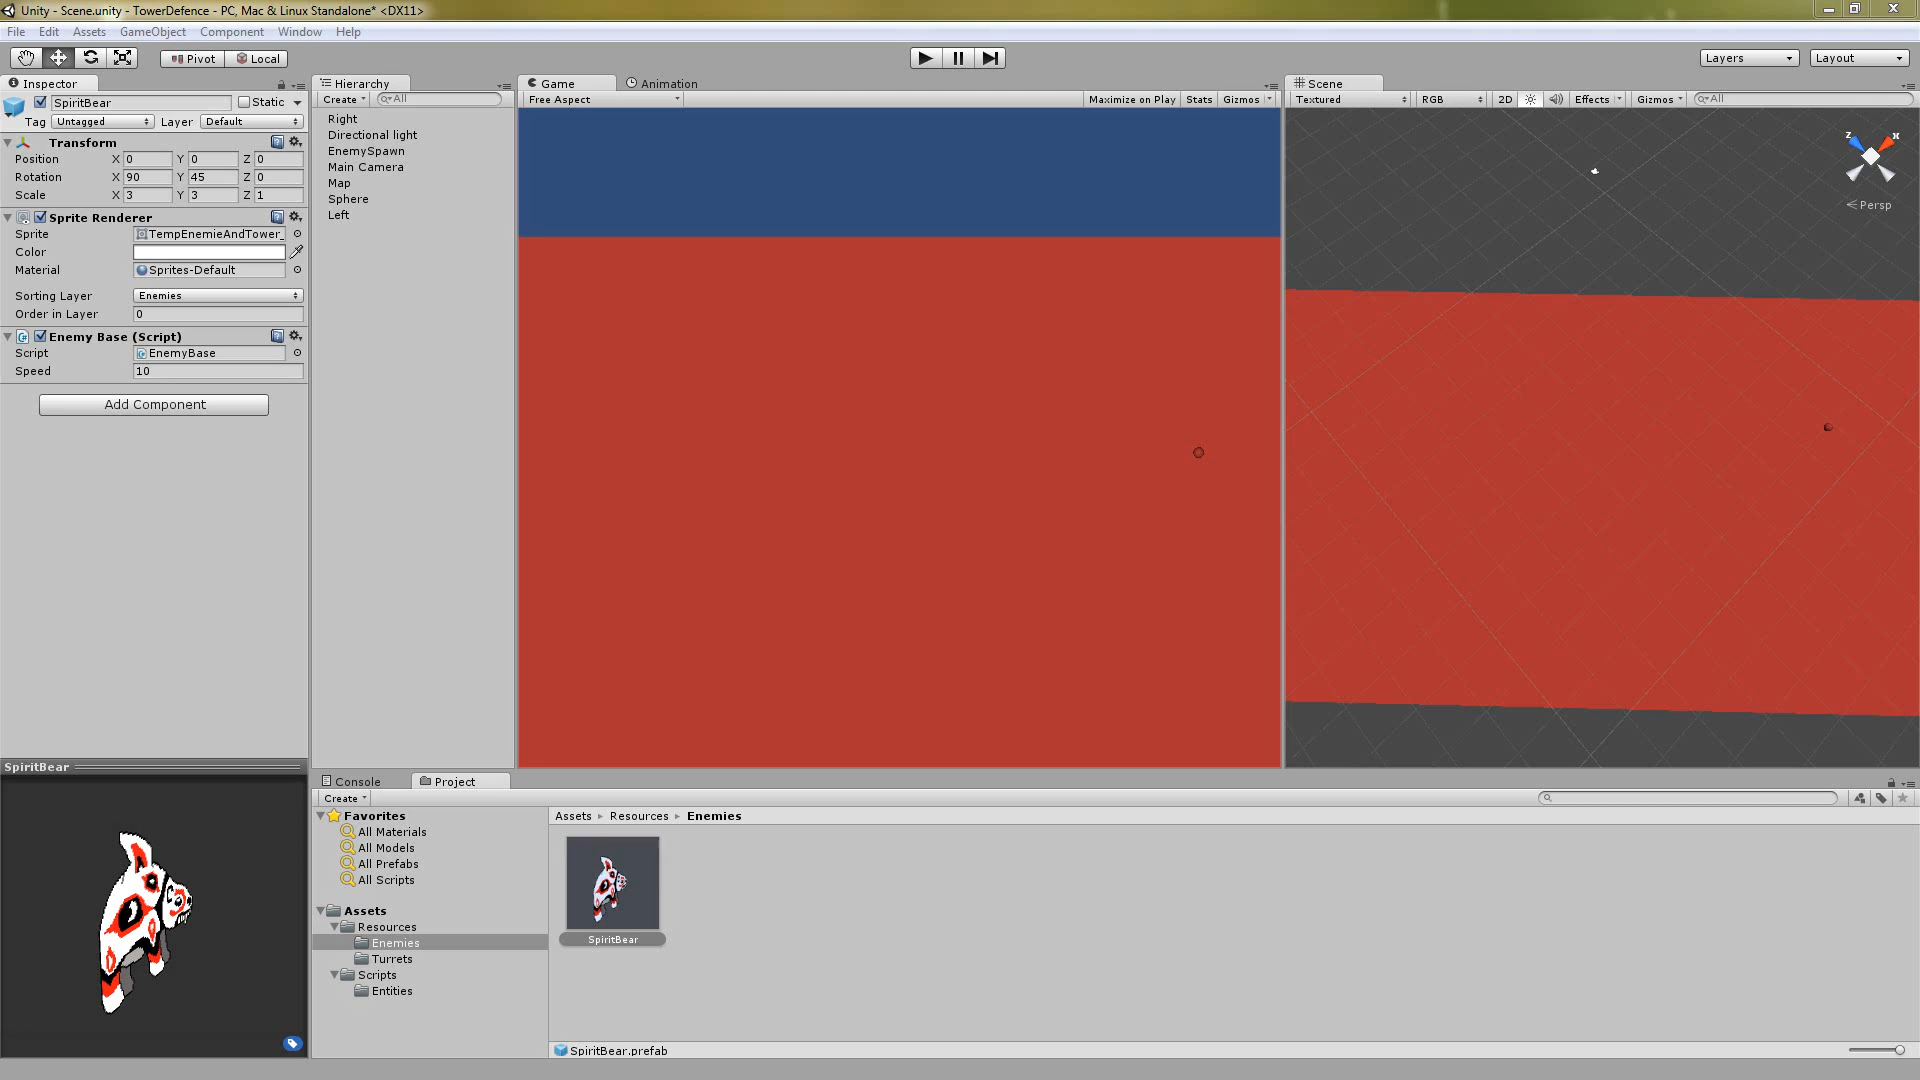 Unity - Scene.unity - TowerDefence - PC, Mac & Linux Standalone* <DX11>
File Edit Assets GameObject Component Window Help
Pivot Local Layers Layout
Inspector
SpiritBear Static
Tag Untagged Layer Default
Transform
Position X 0 Y 0 Z 0
Rotation X 90 Y 45 Z 0
Scale X 3 Y 3 Z 1
Sprite Renderer
Sprite TempEnemieAndTower_
Color
Material Sprites-Default
Sorting Layer Enemies
Order in Layer 0
Enemy Base (Script)
Script EnemyBase
Speed 10
Add Component
SpiritBear
Hierarchy
Create All
Right
Directional light
EnemySpawn
Main Camera
Map
Sphere
Left
Game Animation
Free Aspect Maximize on Play Stats Gizmos
Scene
Textured RGB 2D Effects Gizmos All
z x
Persp
Console Project
Create
Favorites
All Materials
All Models
All Prefabs
All Scripts
Assets
Resources
Enemies
Turrets
Scripts
Entities
Assets Resources Enemies
SpiritBear
SpiritBear.prefab